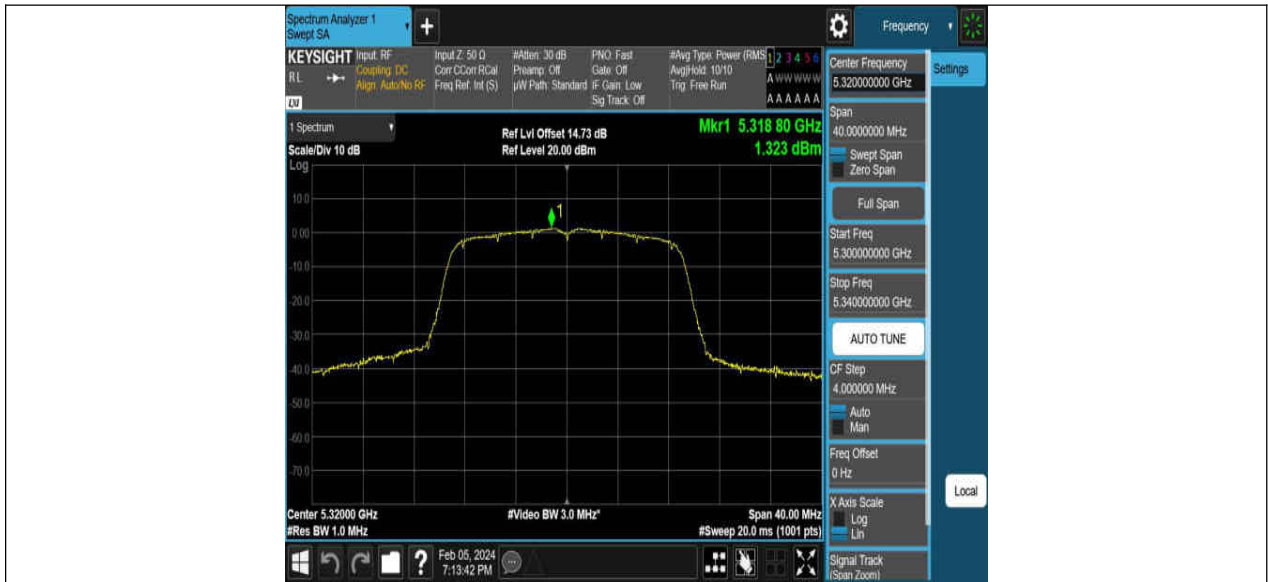 Spectrum Analyzer 1
Swept SA
+
Frequency
KEYSIGHT
RL
Input: RF
Coupling: DC
Align: Auto/No RF
Input Z: 50 Ω
Corr CCorr RCal
Freq Ref: Int (S)
#Atten: 30 dB
Preamp: Off
µW Path: Standard
PNO: Fast
Gate: Off
IF Gain: Low
Sig Track: Off
#Avg Type: Power (RMS
Avg|Hold: 10/10
Trig: Free Run
1 2 3 4 5 6
A W W W W W
A A A A A A
1 Spectrum
Scale/Div 10 dB
Ref Lvl Offset 14.73 dB
Ref Level 20.00 dBm
Mkr1 5.318 80 GHz
1.323 dBm
Log
10.0
0.00
-10.0
-20.0
-30.0
-40.0
-50.0
-60.0
-70.0
1
Center 5.32000 GHz
#Res BW 1.0 MHz
#Video BW 3.0 MHz*
Span 40.00 MHz
#Sweep 20.0 ms (1001 pts)
Feb 05, 2024
7:13:42 PM
?
Center Frequency
5.320000000 GHz
Settings
Span
40.0000000 MHz
Swept Span
Zero Span
Full Span
Start Freq
5.300000000 GHz
Stop Freq
5.340000000 GHz
AUTO TUNE
CF Step
4.000000 MHz
Auto
Man
Freq Offset
0 Hz
X Axis Scale
Log
Lin
Local
Signal Track
(Span Zoom)